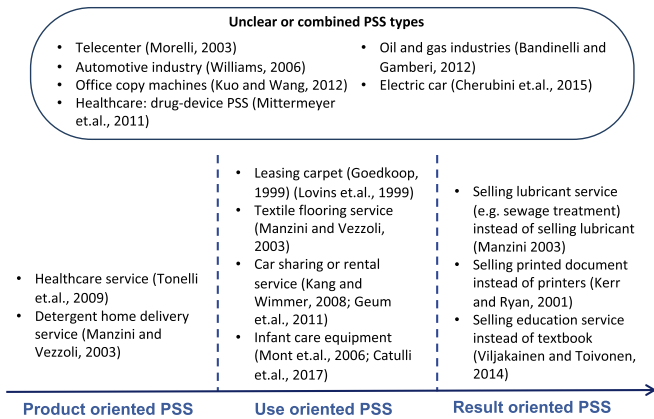 Unclear or combined PSS types
• Telecenter (Morelli, 2003)
• Automotive industry (Williams, 2006)
• Office copy machines (Kuo and Wang, 2012)
• Healthcare: drug-device PSS (Mittermeyer
et.al., 2011)
• Oil and gas industries (Bandinelli and
Gamberi, 2012)
• Electric car (Cherubini et.al., 2015)
• Healthcare service (Tonelli
et.al., 2009)
• Detergent home delivery
service (Manzini and
Vezzoli, 2003)
• Leasing carpet (Goedkoop,
1999) (Lovins et.al., 1999)
• Textile flooring service
(Manzini and Vezzoli,
2003)
• Car sharing or rental
service (Kang and
Wimmer, 2008; Geum
et.al., 2011)
• Infant care equipment
(Mont et.al., 2006; Catulli
et.al., 2017)
• Selling lubricant service
(e.g. sewage treatment)
instead of selling lubricant
(Manzini 2003)
• Selling printed document
instead of printers (Kerr
and Ryan, 2001)
• Selling education service
instead of textbook
(Viljakainen and Toivonen,
2014)
Product oriented PSS
Use oriented PSS
Result oriented PSS